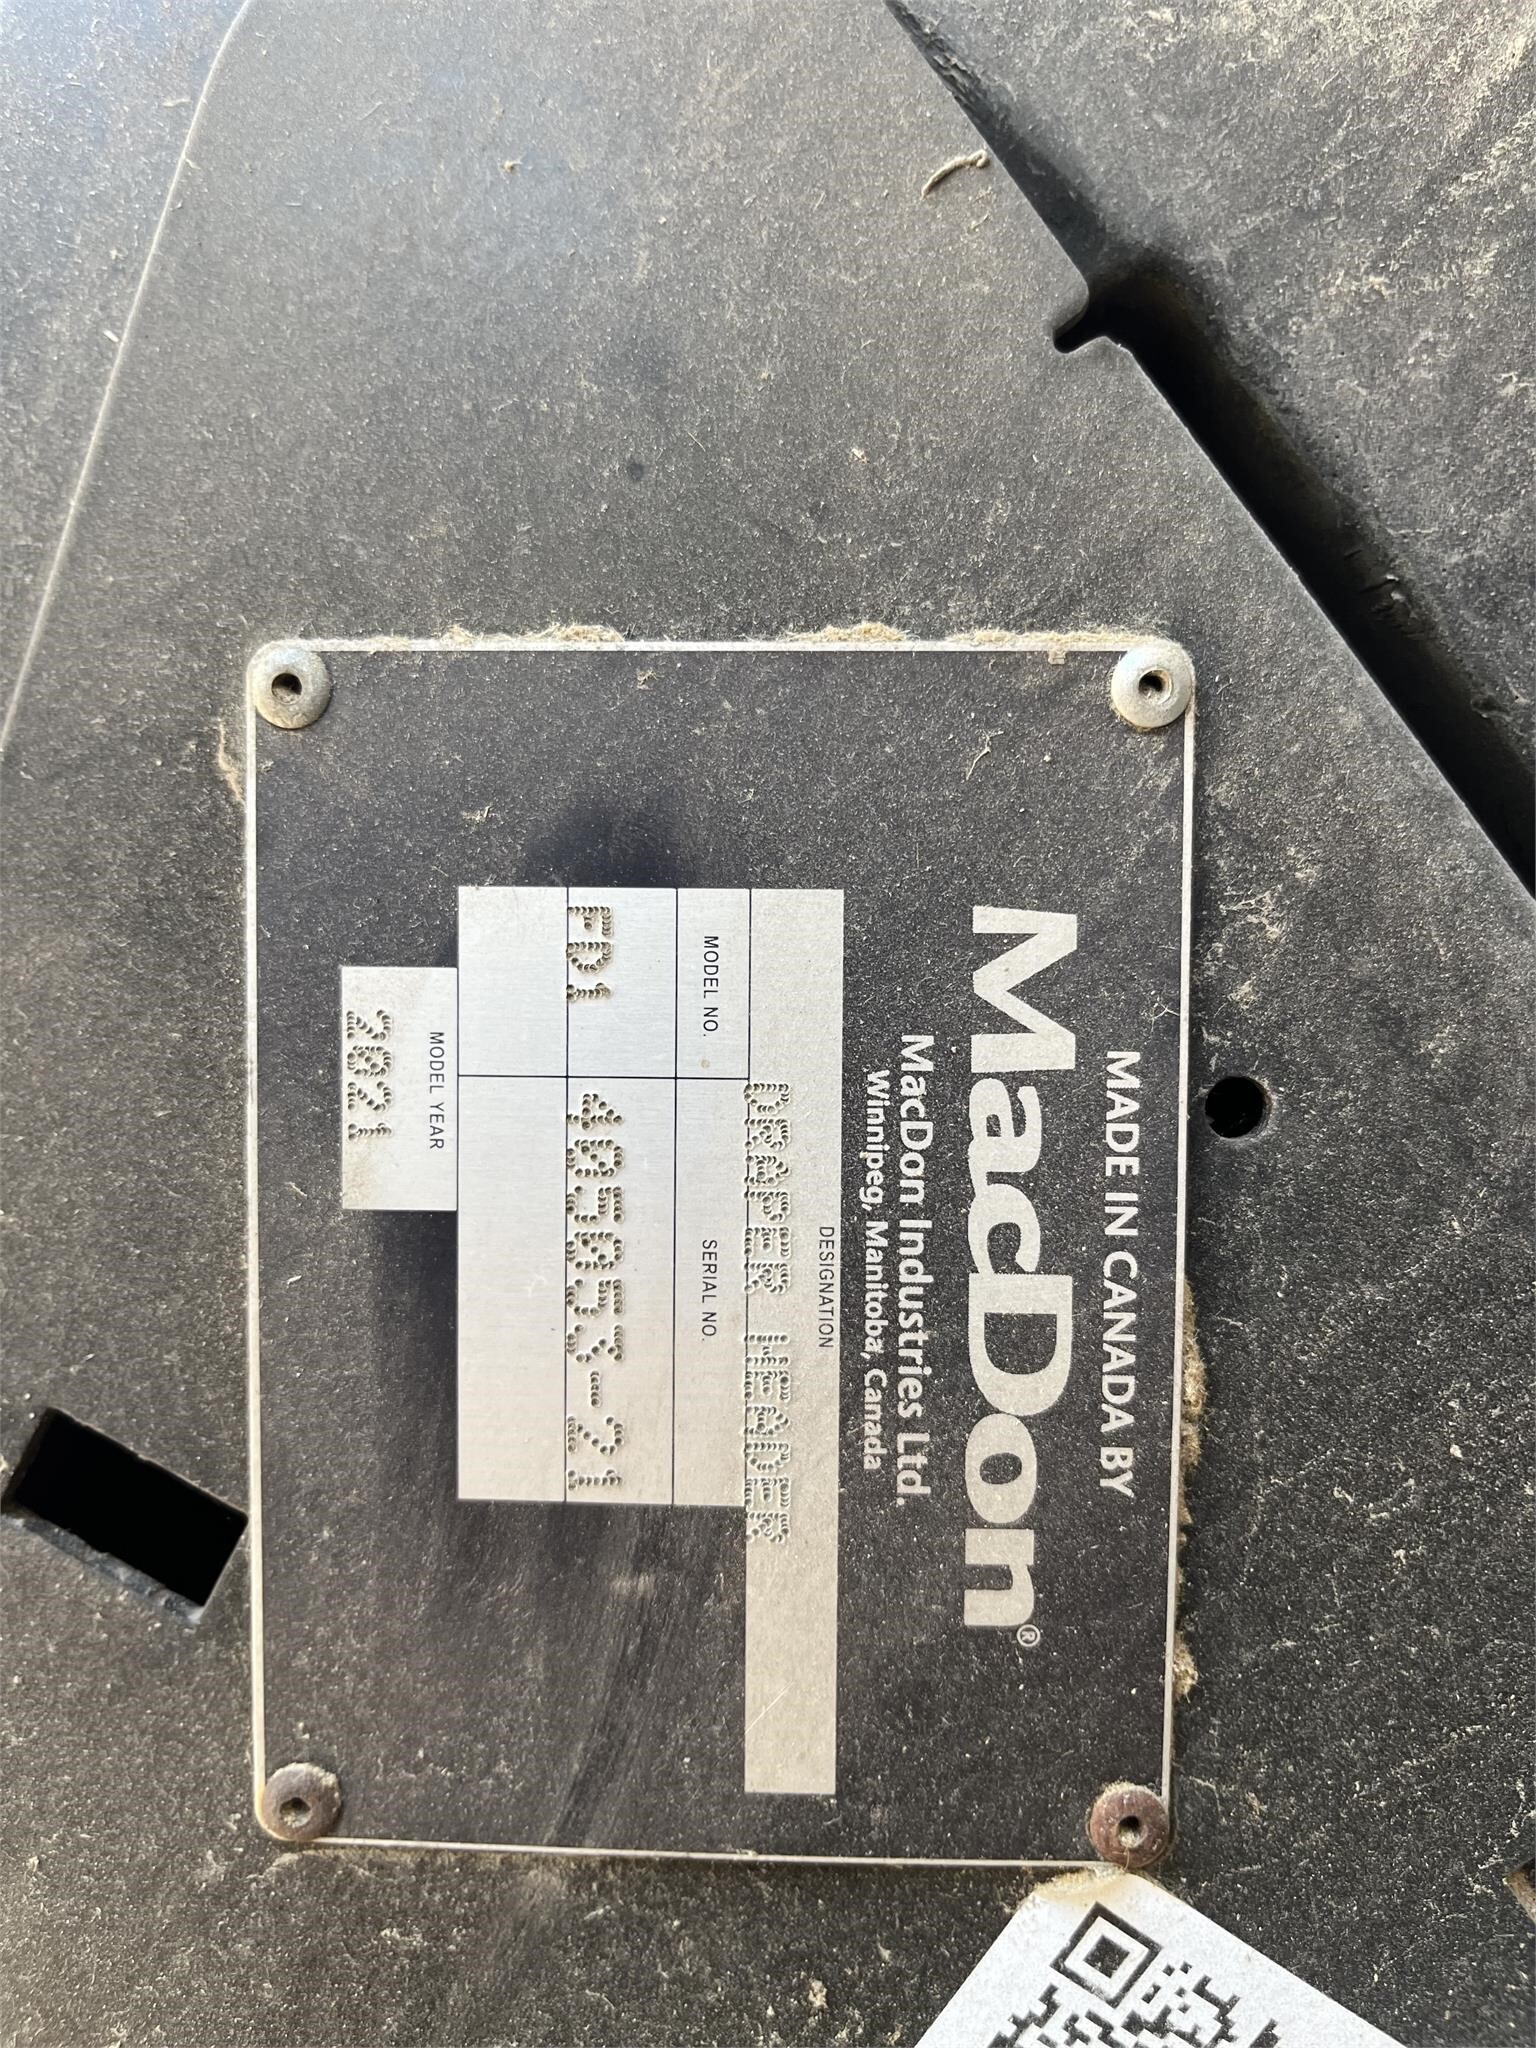 MADE IN CANADA BY
MacDon®
MacDon Industries Ltd.
Winnipeg, Manitoba, Canada
DESIGNATION
DRAPER HEADER
MODEL NO. SERIAL NO.
FD1 405053-21
MODEL YEAR
2021